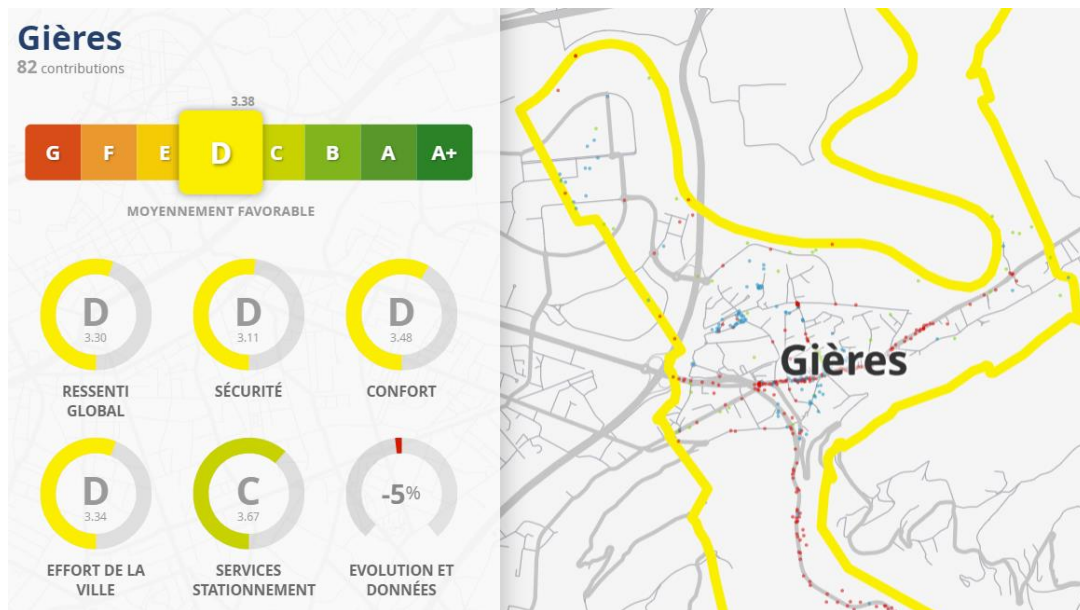 Gières
82 contributions
3.38
G F E D C B A A+
MOYENNEMENT FAVORABLE
D
3.30
RESSENTI
GLOBAL
D
3.11
SÉCURITÉ
D
3.48
CONFORT
D
3.34
EFFORT DE LA
VILLE
C
3.67
SERVICES
STATIONNEMENT
-5%
EVOLUTION ET
DONNÉES
Gières